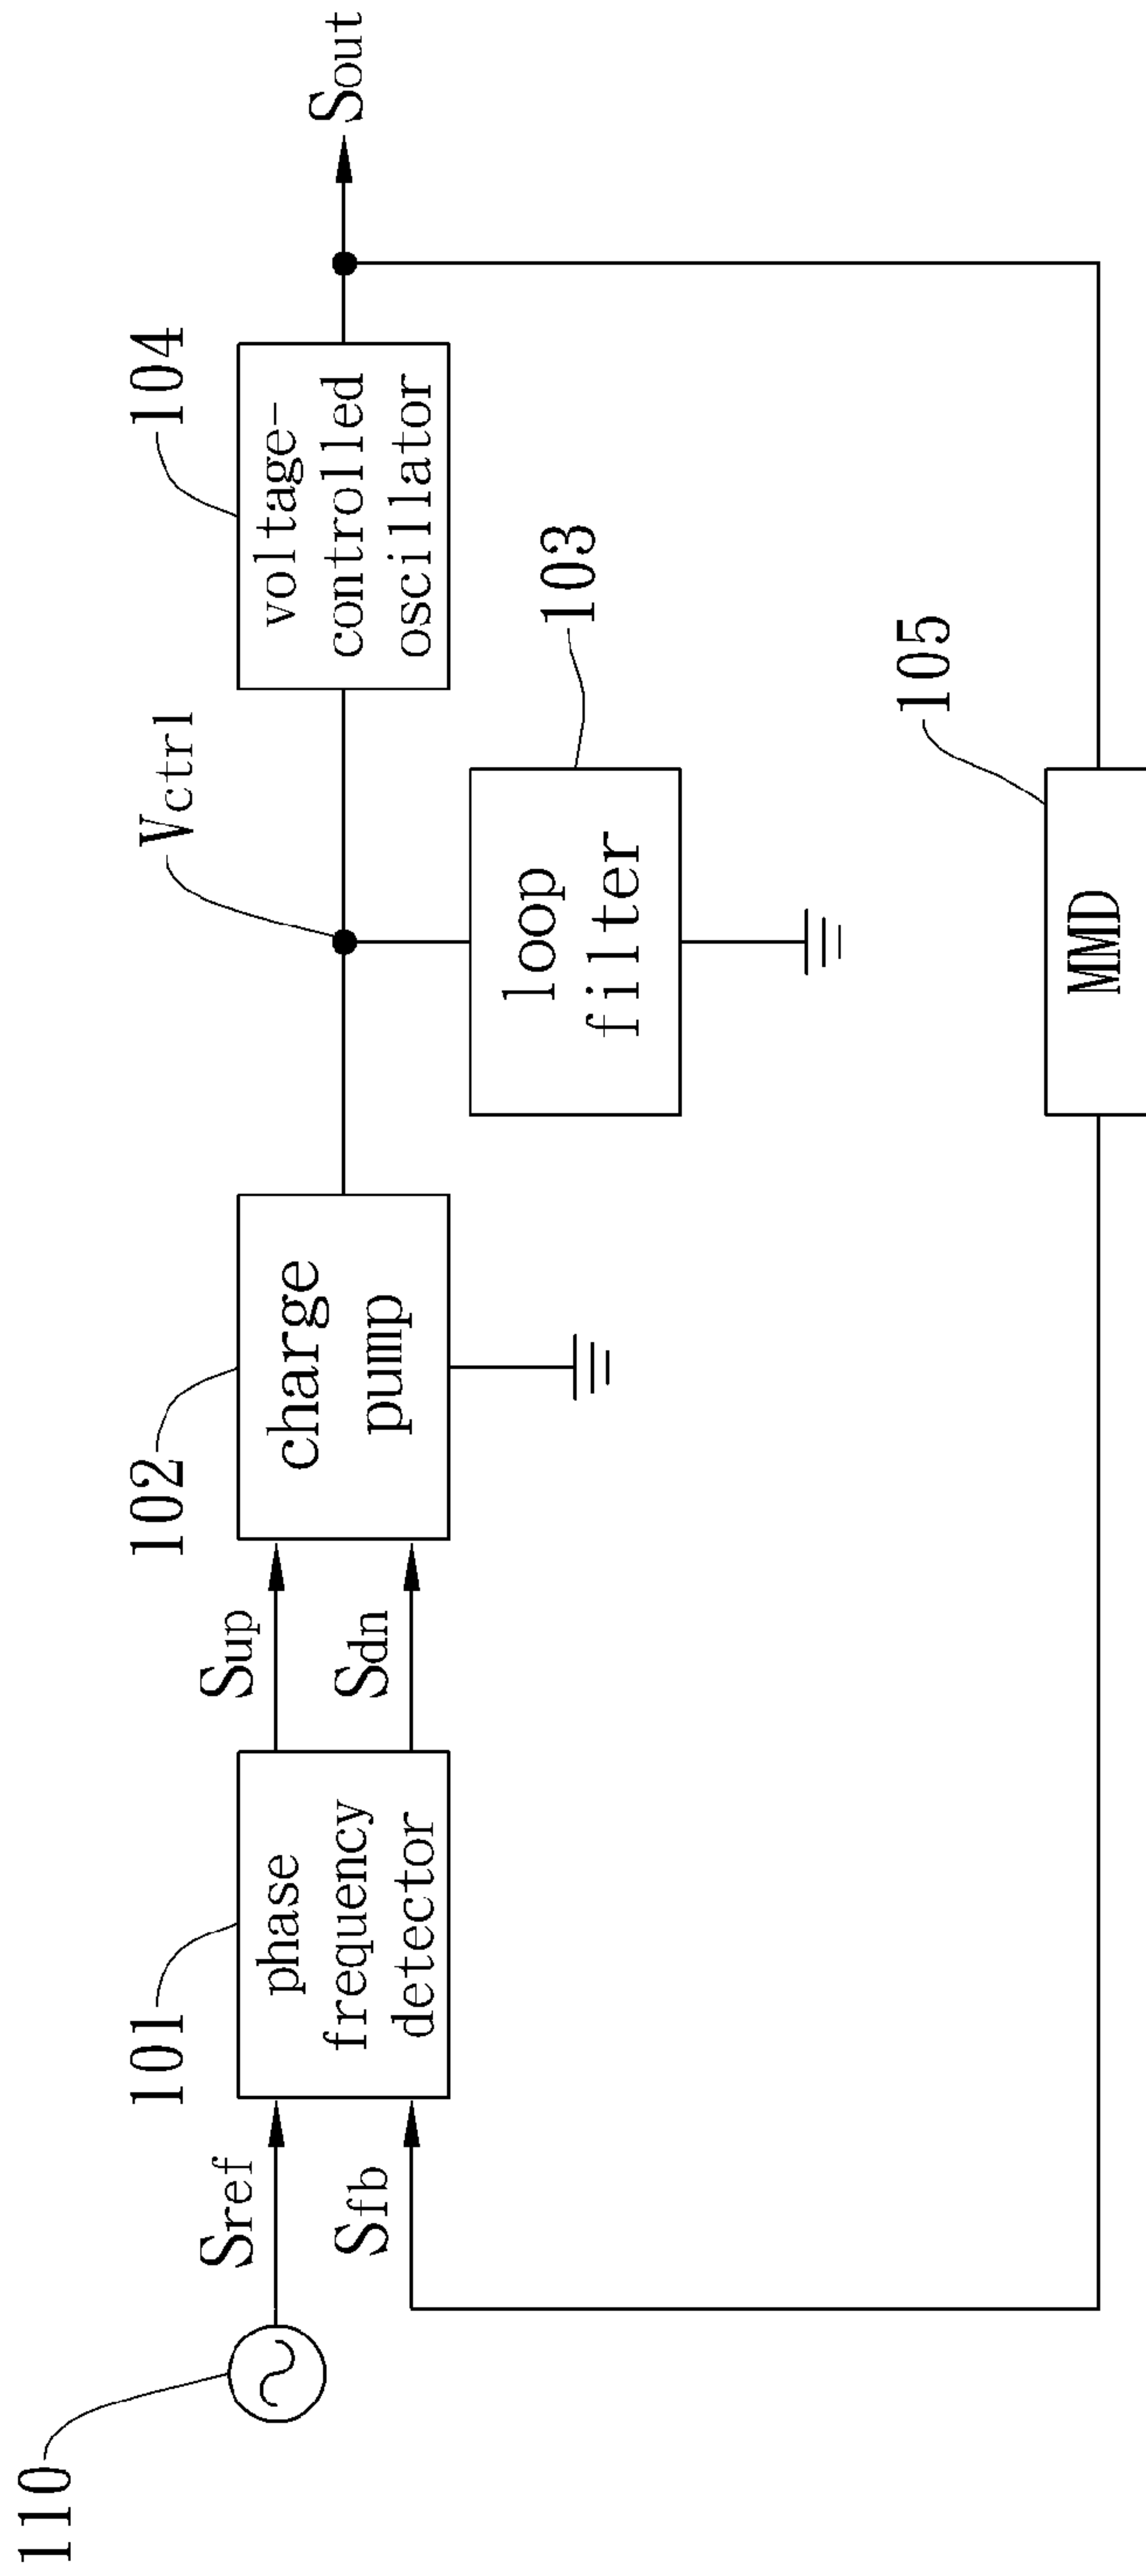 110
Sref
Sfb
101
phase
frequency
detector
Sup
Sdn
102
charge
pump
Vctrl
loop
filter
103
104
voltage-
controlled
oscillator
Sout
105
MMD